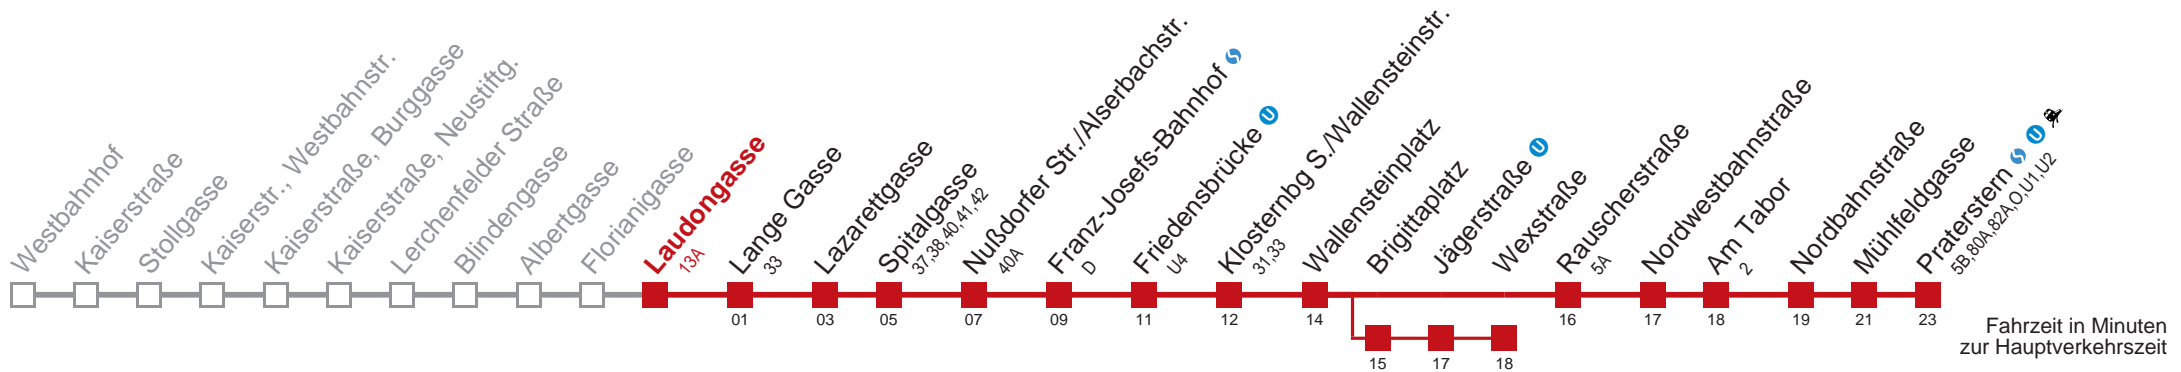 Westbahnhof
Kaiserstraße
Stollgasse
Kaiserstr., Westbahnstr.
Kaiserstraße, Burggasse
Kaiserstraße, Neustiftg.
Lerchenfelder Straße
Blindengasse
Albertgasse
Florianigasse
Laudongasse
13A
Lange Gasse
33
Lazarettgasse
Spitalgasse
37,38,40,41,42
Nußdorfer Str./Alserbachstr.
40A
Franz-Josefs-Bahnhof S
D
Friedensbrücke U
U4
Klosternbg S./Wallensteinstr.
31,33
Wallensteinplatz
Brigittaplatz
Jägerstraße U
Wexstraße
Rauscherstraße
5A
Nordwestbahnstraße
Am Tabor
2
Nordbahnstraße
Mühlfeldgasse
Praterstern S U
5B,80A,82A,O,U1,U2
01 03 05 07 09 11 12 14 16 17 18 19 21 23
15 17 18
Fahrzeit in Minuten
zur Hauptverkehrszeit